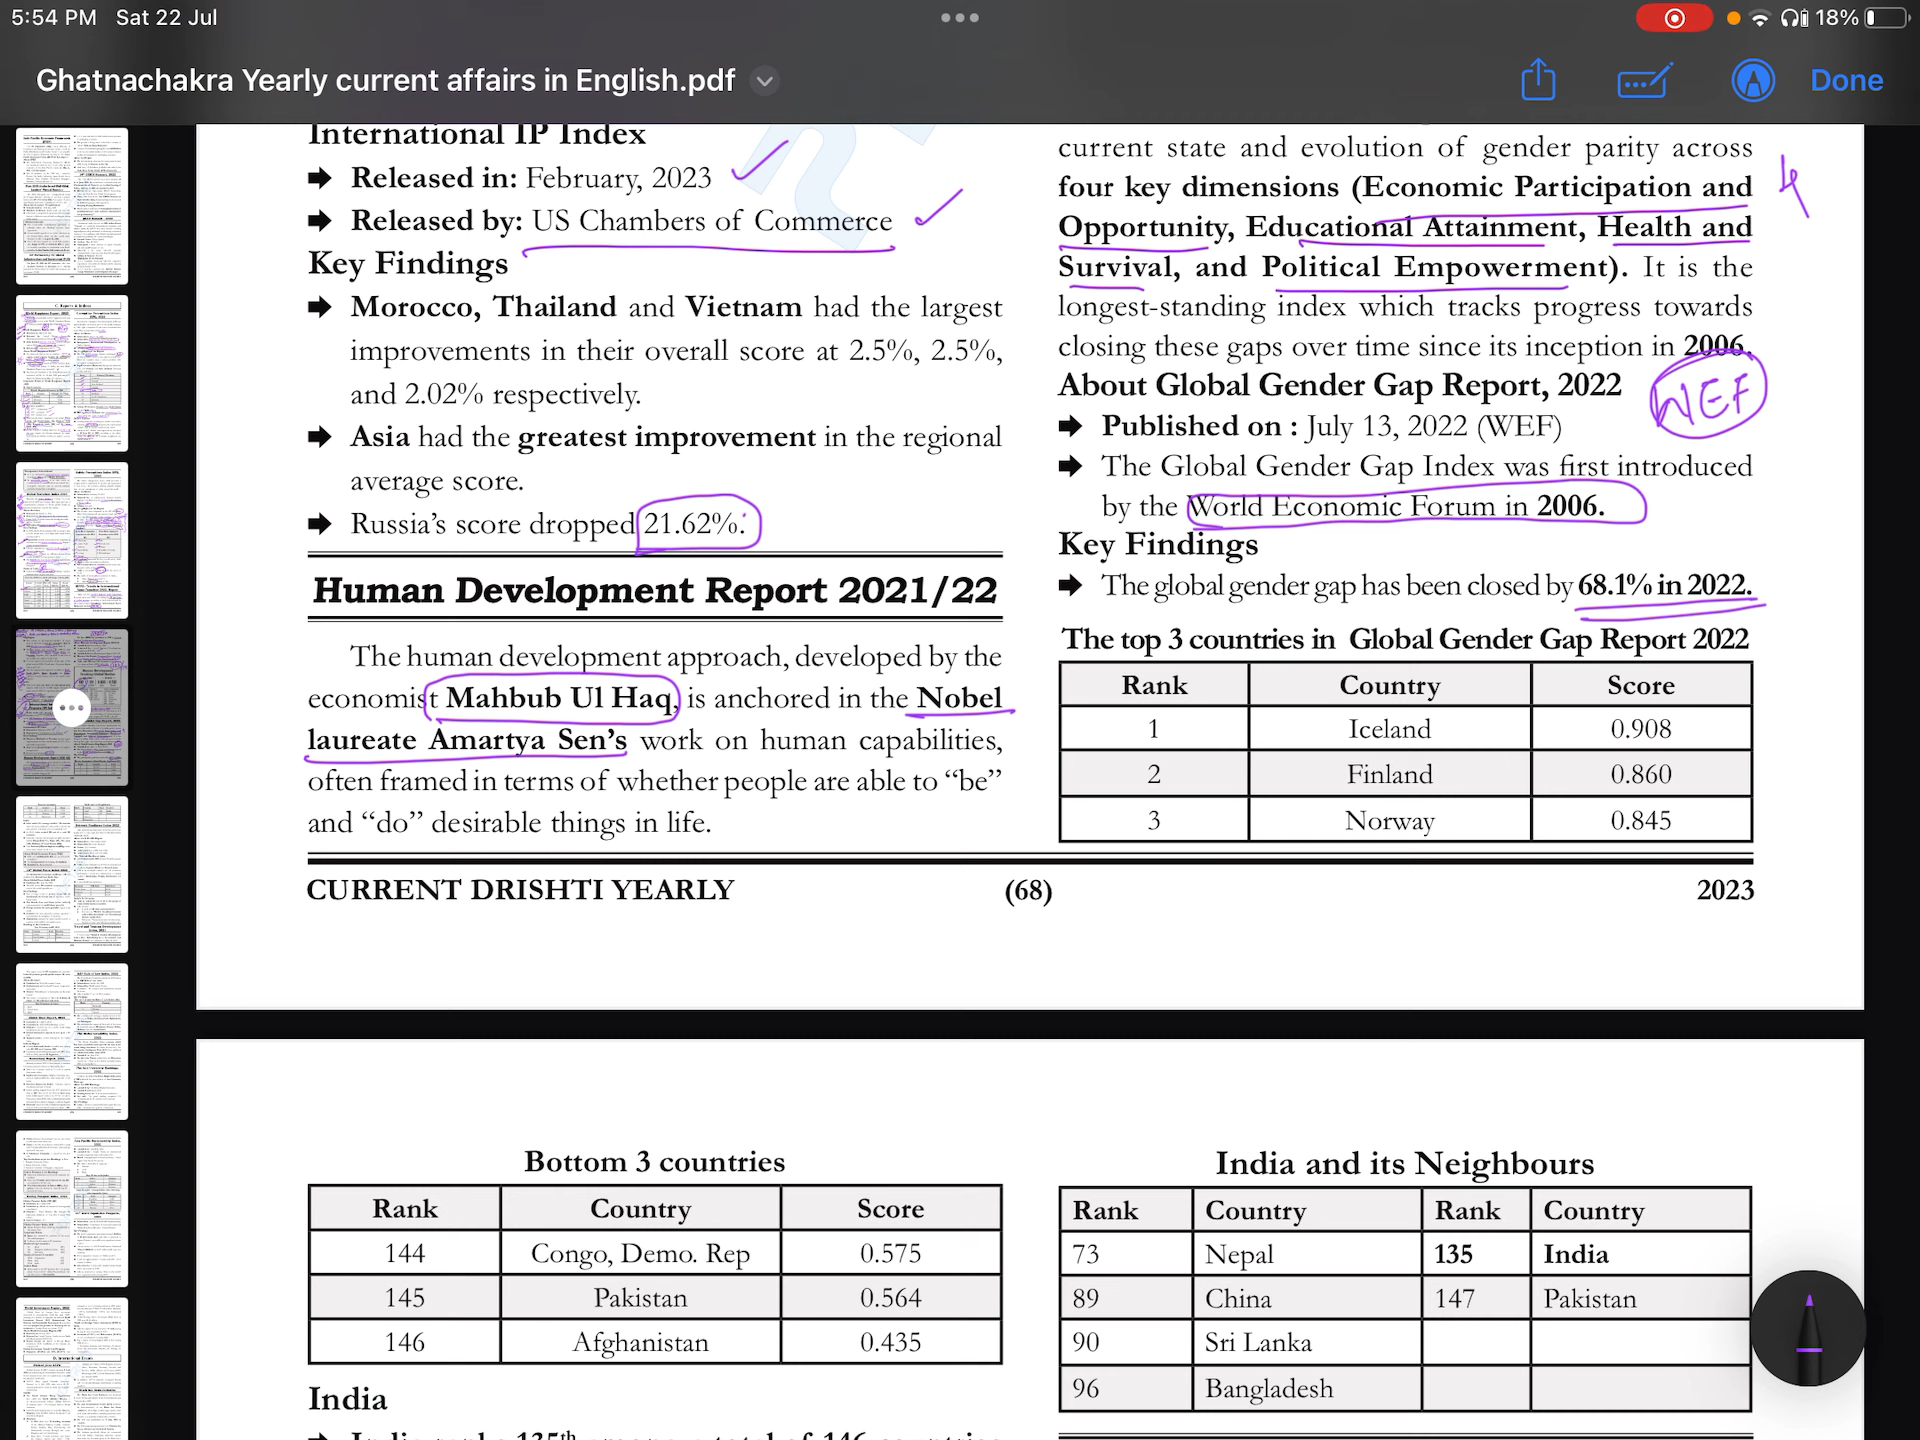 5:54 PM Sat 22 Jul
18%
Ghatnachakra Yearly current affairs in English.pdf
Done
International IP Index
Released in: February, 2023
Released by: US Chambers of Commerce
Key Findings
Morocco, Thailand and Vietnam had the largest
improvements in their overall score at 2.5%, 2.5%,
and 2.02% respectively.
Asia had the greatest improvement in the regional
average score.
Russia's score dropped 21.62%.
Human Development Report 2021/22
The human development approach, developed by the
economist Mahbub Ul Haq, is anchored in the Nobel
laureate Amartya Sen's work on human capabilities,
often framed in terms of whether people are able to "be"
and "do" desirable things in life.
current state and evolution of gender parity across
four key dimensions (Economic Participation and
4
Opportunity, Educational Attainment, Health and
Survival, and Political Empowerment). It is the
longest-standing index which tracks progress towards
closing these gaps over time since its inception in 2006.
About Global Gender Gap Report, 2022
WEF
Published on : July 13, 2022 (WEF)
The Global Gender Gap Index was first introduced
by the World Economic Forum in 2006.
Key Findings
The global gender gap has been closed by 68.1% in 2022.
The top 3 countries in Global Gender Gap Report 2022
Rank Country Score
1 Iceland 0.908
2 Finland 0.860
3 Norway 0.845
CURRENT DRISHTI YEARLY (68) 2023
Bottom 3 countries
Rank Country Score
144 Congo, Demo. Rep 0.575
145 Pakistan 0.564
146 Afghanistan 0.435
India
India ranks 135th among a total of 146 countries
India and its Neighbours
Rank Country Rank Country
73 Nepal 135 India
89 China 147 Pakistan
90 Sri Lanka
96 Bangladesh